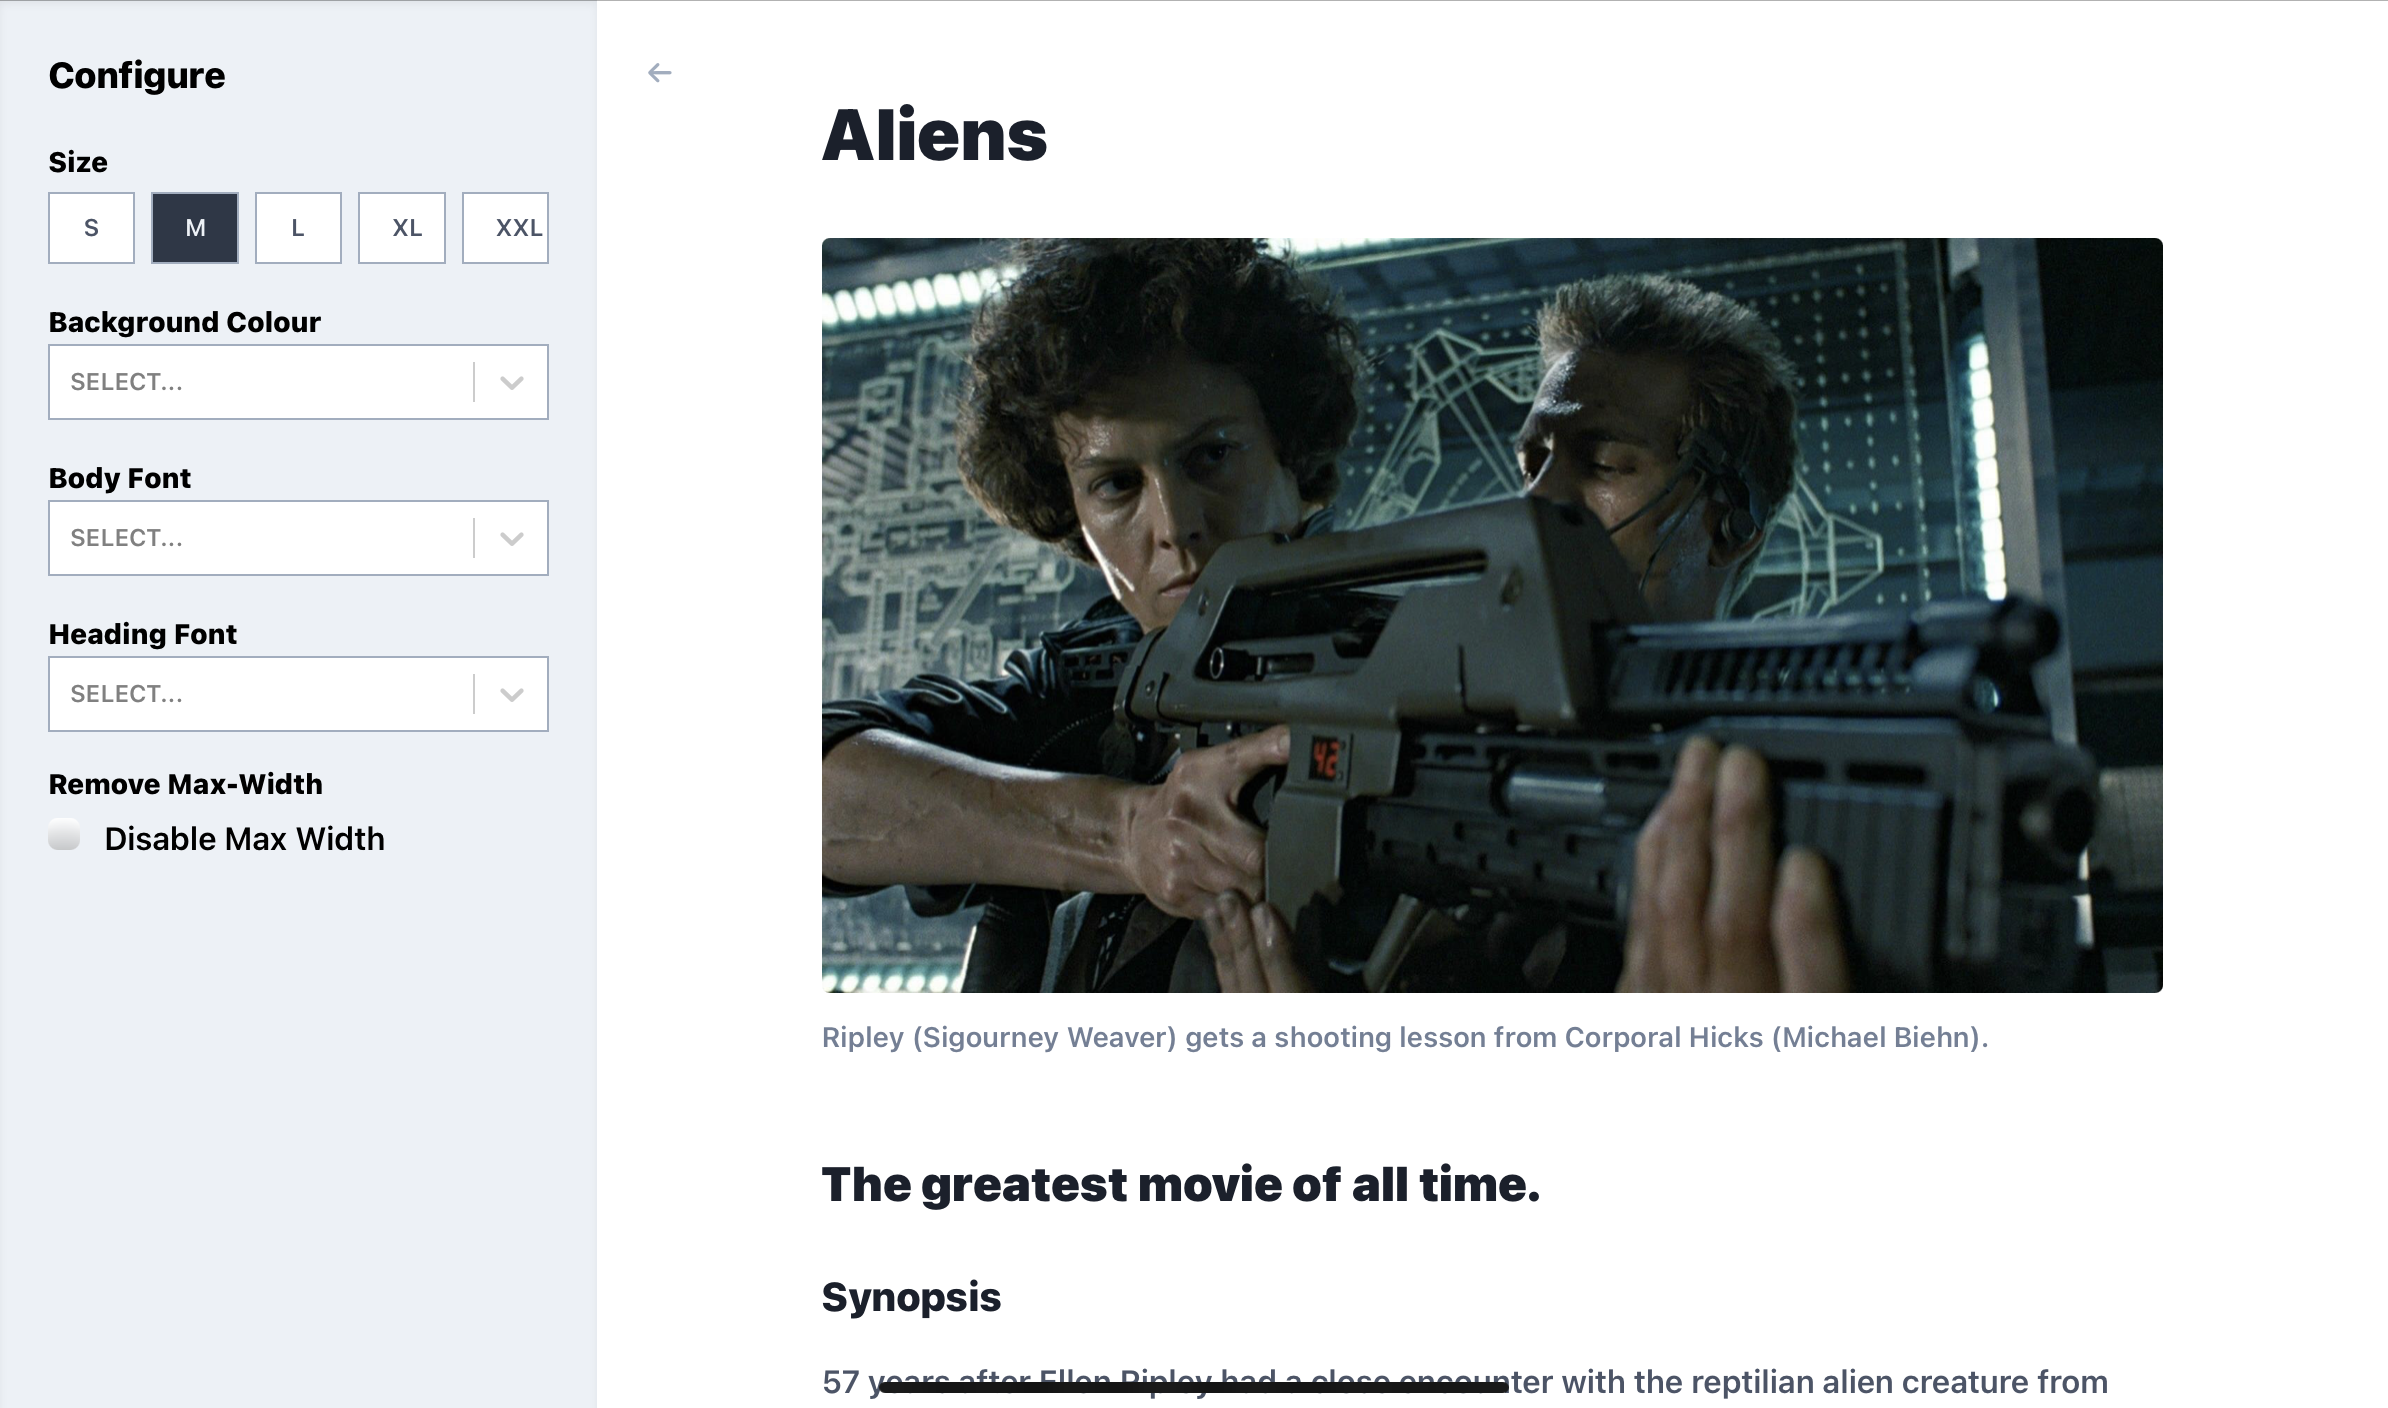 Configure
Size
S
M
L
XL
XXL
Background Colour
SELECT...
Body Font
SELECT...
Heading Font
SELECT...
Remove Max-Width
Disable Max Width
Aliens
42
Ripley (Sigourney Weaver) gets a shooting lesson from Corporal Hicks (Michael Biehn).
The greatest movie of all time.
Synopsis
57 years after Ellen Ripley had a close encounter with the reptilian alien creature from